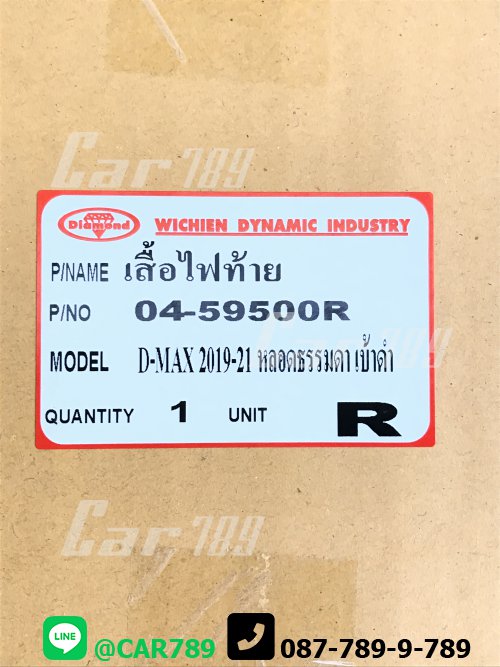 Car789
Diamond WICHIEN DYNAMIC INDUSTRY
P/NAME เสื้อไฟท้าย
P/NO 04-59500R
MODEL D-MAX 2019-21 หลอดธรรมดา เบ้าดำ
QUANTITY 1 UNIT R
Car789
Car789
LINE @CAR789 087-789-9-789